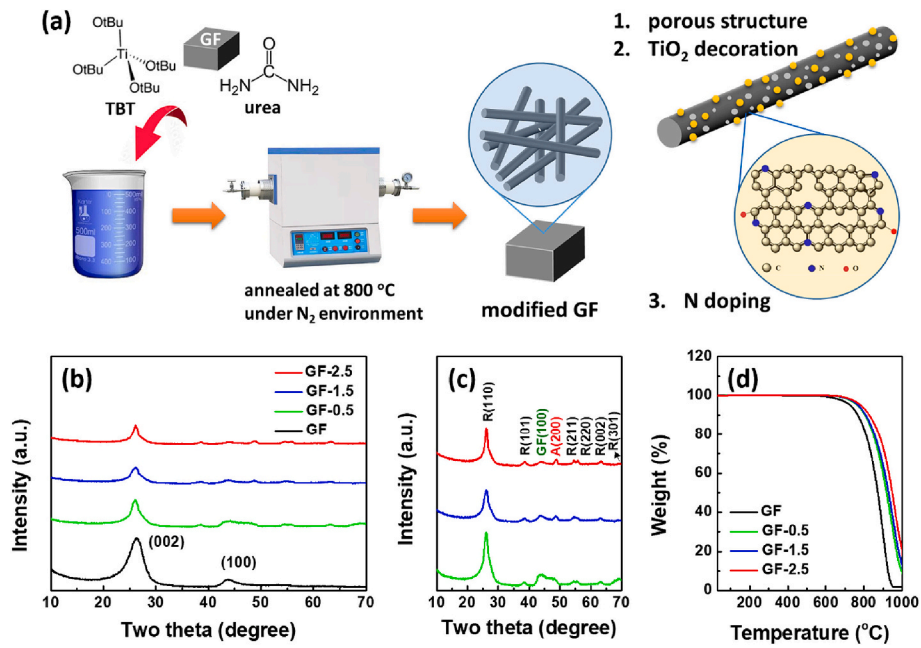 (a)
OtBu
Ti
OtBu
OtBu
OtBu
TBT
GF
O
H₂N
NH₂
urea
500ml
annealed at 800 °C
under N₂ environment
modified GF
1. porous structure
2. TiO₂ decoration
C
N
O
3. N doping
(b)
GF-2.5
GF-1.5
GF-0.5
GF
(002)
(100)
Intensity (a.u.)
10 20 30 40 50 60 70
Two theta (degree)
(c)
R(110)
R(101)
GF(100)
A(200)
R(211)
R(220)
R(002)
R(301)
Intensity (a.u.)
10 20 30 40 50 60 70
Two theta (degree)
(d)
120
100
80
60
40
20
0
Weight (%)
GF
GF-0.5
GF-1.5
GF-2.5
200 400 600 800 1000
Temperature (°C)